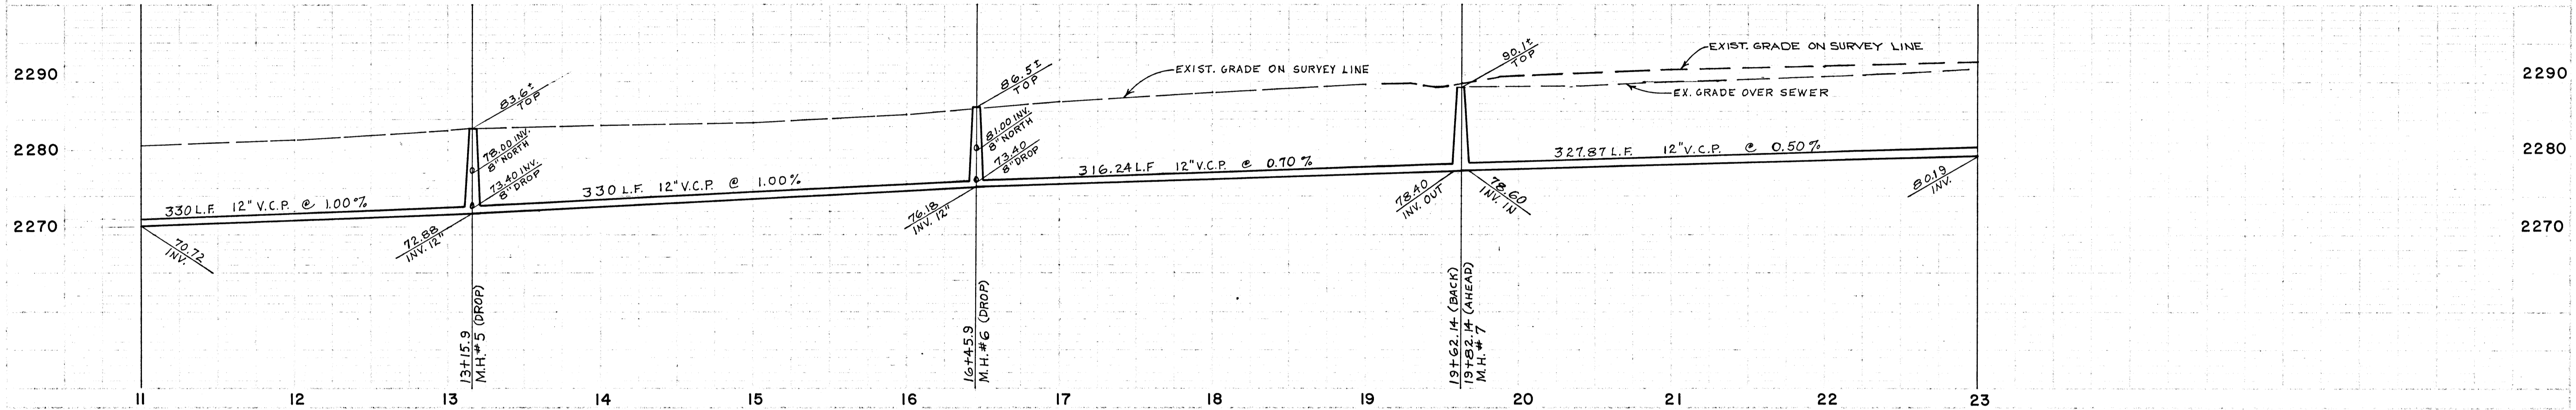 2290
2280
2270
83.6±
TOP
78.00 INV.
8" NORTH
73.40 INV.
8" DROP
330 L.F. 12" V.C.P. @ 1.00%
70.72
INV.
72.88
INV. 12"
13+15.9
M.H.#5 (DROP)
330 L.F. 12" V.C.P. @ 1.00%
86.5±
TOP
81.00 INV.
8" NORTH
73.40
8" DROP
76.18
INV. 12"
16+45.9
M.H.#6 (DROP)
EXIST. GRADE ON SURVEY LINE
316.24 L.F. 12" V.C.P. @ 0.70%
90.1±
TOP
78.40
INV. OUT
78.60
INV. IN
19+62.14 (BACK)
19+82.14 (AHEAD)
M.H.#7
EXIST. GRADE ON SURVEY LINE
EX. GRADE OVER SEWER
327.87 L.F. 12" V.C.P. @ 0.50%
80.19
INV.
2290
2280
2270
11 12 13 14 15 16 17 18 19 20 21 22 23